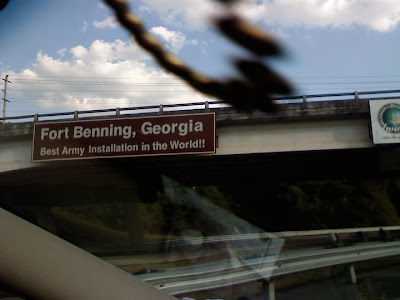 Fort Benning, Georgia
Best Army Installation in the World!!